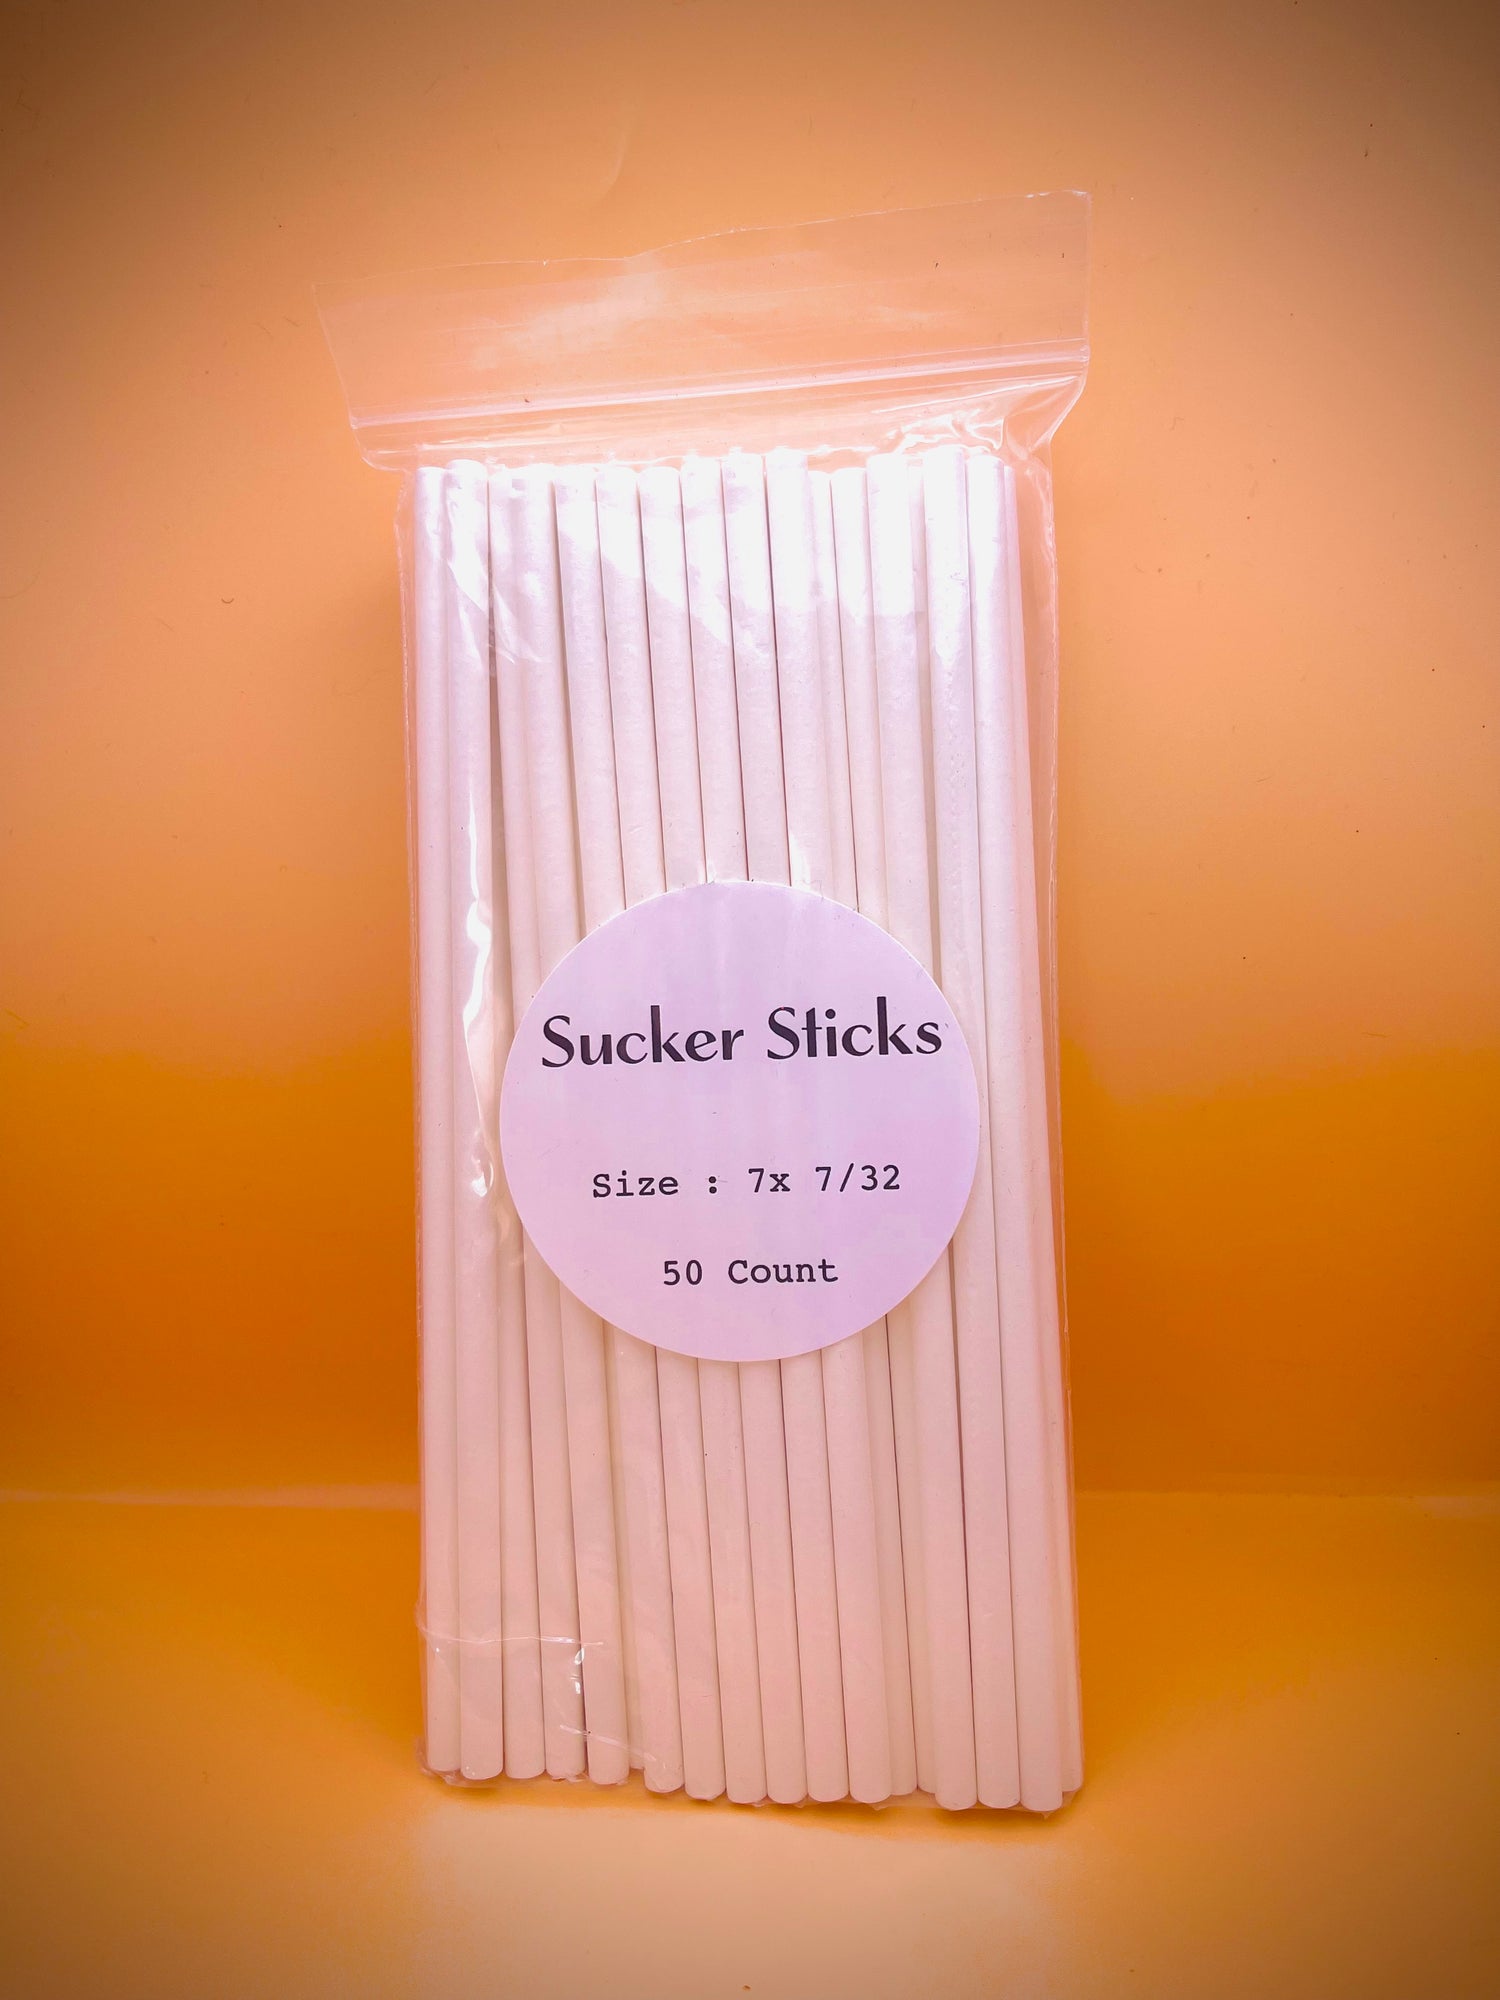 Sucker Sticks
Size : 7x 7/32
50 Count